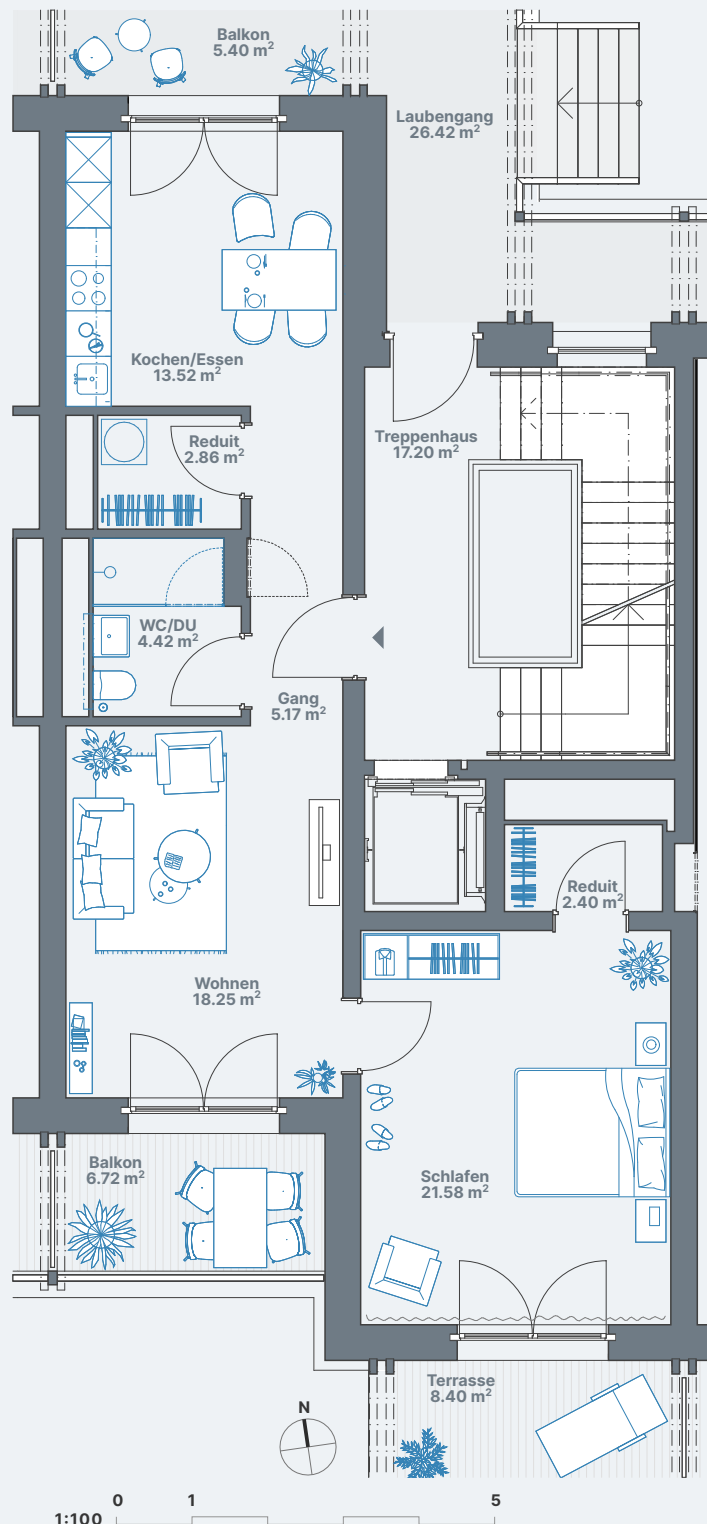 Balkon
5.40 m²
Laubengang
26.42 m²
Kochen/Essen
13.52 m²
Reduit
2.86 m²
Treppenhaus
17.20 m²
WC/DU
4.42 m²
Gang
5.17 m²
Reduit
2.40 m²
Wohnen
18.25 m²
Balkon
6.72 m²
Schlafen
21.58 m²
Terrasse
8.40 m²
N
0 1 5
1:100